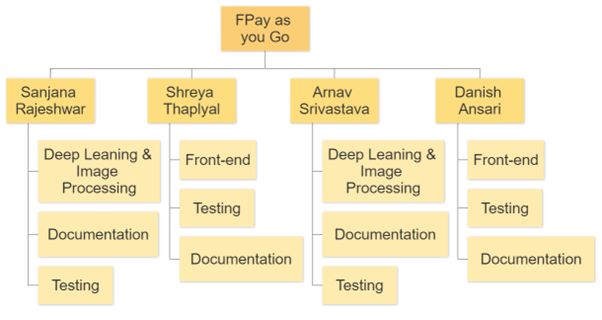 FPay as
you Go
Sanjana
Rajeshwar
Deep Leaning &
Image
Processing
Documentation
Testing
Shreya
Thaplyal
Front-end
Testing
Documentation
Arnav
Srivastava
Deep Leaning &
Image
Processing
Documentation
Testing
Danish
Ansari
Front-end
Testing
Documentation